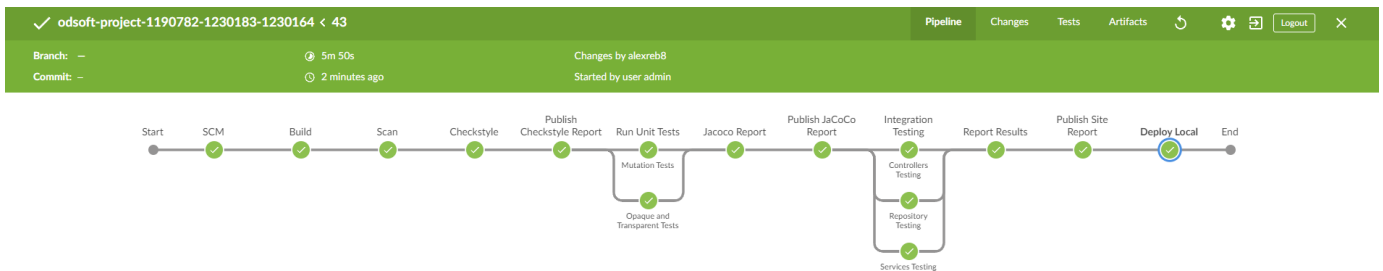 odsoft-project-1190782-1230183-1230164 < 43
Pipeline Changes Tests Artifacts Logout
Branch: — 5m 50s Changes by alexreb8
Commit: — 2 minutes ago Started by user admin
Start
SCM
Build
Scan
Checkstyle
Publish
Checkstyle Report
Run Unit Tests
Jacoco Report
Publish JaCoCo
Report
Integration
Testing
Report Results
Publish Site
Report
Deploy Local
End
Mutation Tests
Opaque and
Transparent Tests
Controllers
Testing
Repository
Testing
Services Testing